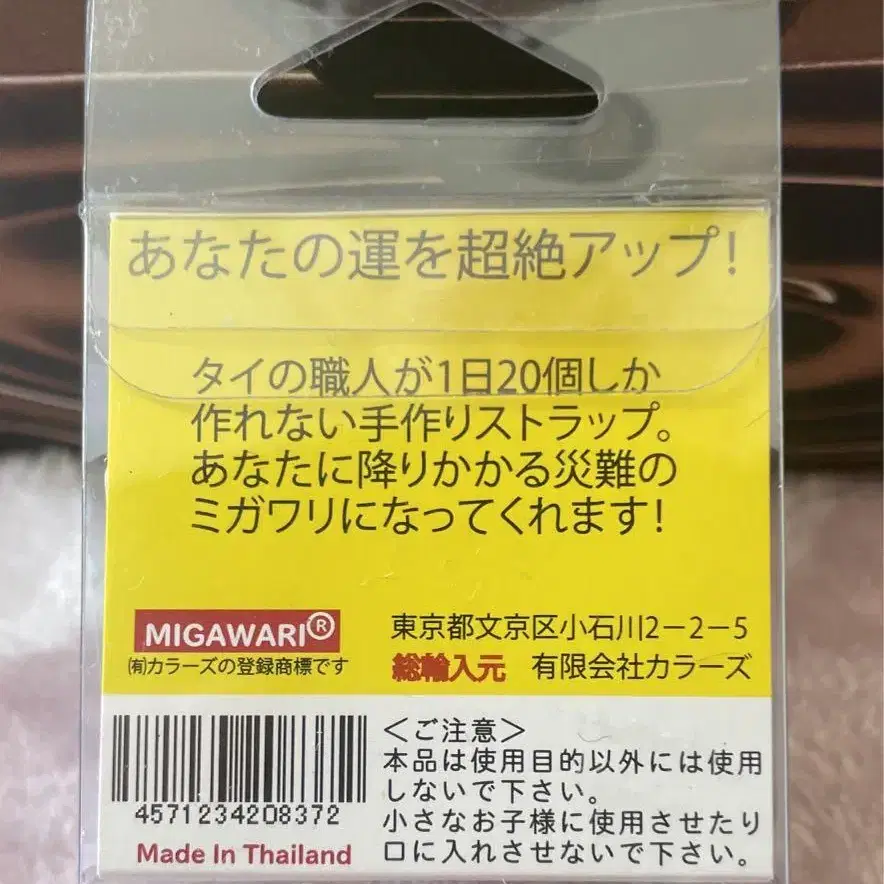 あなたの運を超絶アップ!
タイの職人が1日20個しか
作れない手作りストラップ。
あなたに降りかかる災難の
ミガワリになってくれます!
MIGAWARI®
㈲カラーズの登録商標です
東京都文京区小石川2−2−5
総輸入元 有限会社カラーズ
4571234208372
Made In Thailand
<ご注意>
本品は使用目的以外には使用
しないで下さい。
小さなお子様に使用させたり
口に入れさせないで下さい。